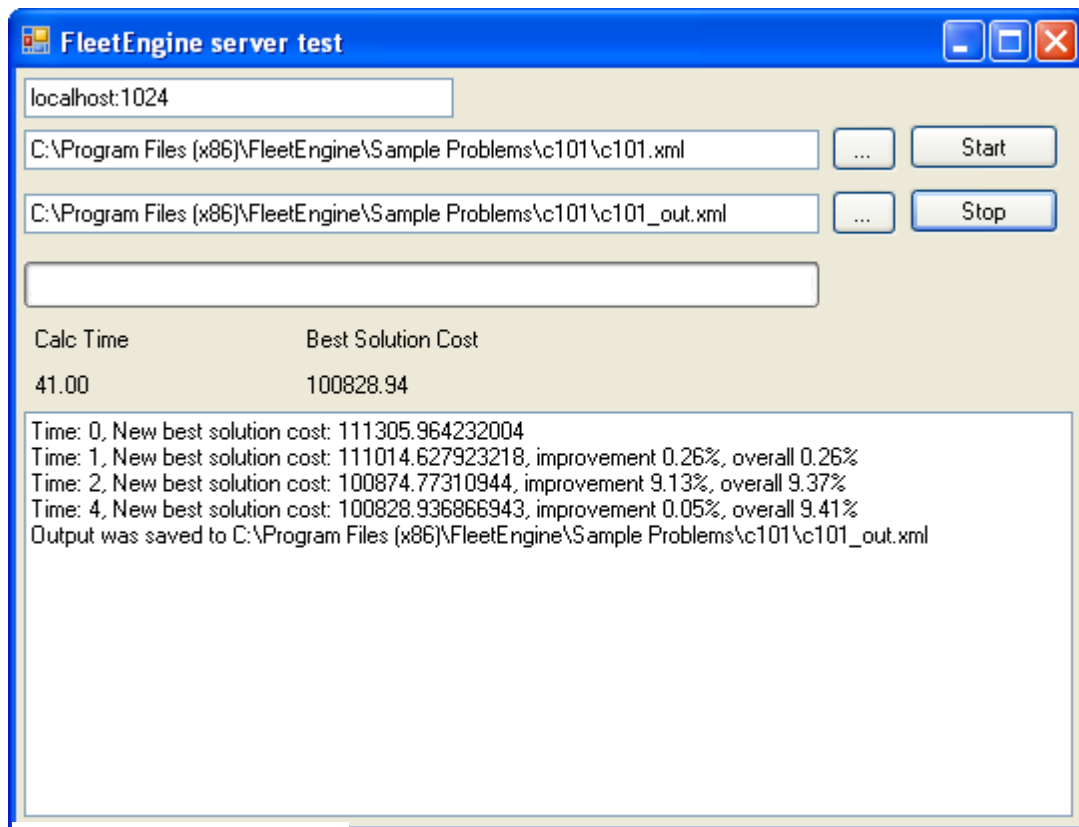 FleetEngine server test
localhost:1024
C:\Program Files (x86)\FleetEngine\Sample Problems\c101\c101.xml
...
Start
C:\Program Files (x86)\FleetEngine\Sample Problems\c101\c101_out.xml
...
Stop
Calc Time Best Solution Cost
41.00 100828.94
Time: 0, New best solution cost: 111305.964232004
Time: 1, New best solution cost: 111014.627923218, improvement 0.26%, overall 0.26%
Time: 2, New best solution cost: 100874.77310944, improvement 9.13%, overall 9.37%
Time: 4, New best solution cost: 100828.936866943, improvement 0.05%, overall 9.41%
Output was saved to C:\Program Files (x86)\FleetEngine\Sample Problems\c101\c101_out.xml